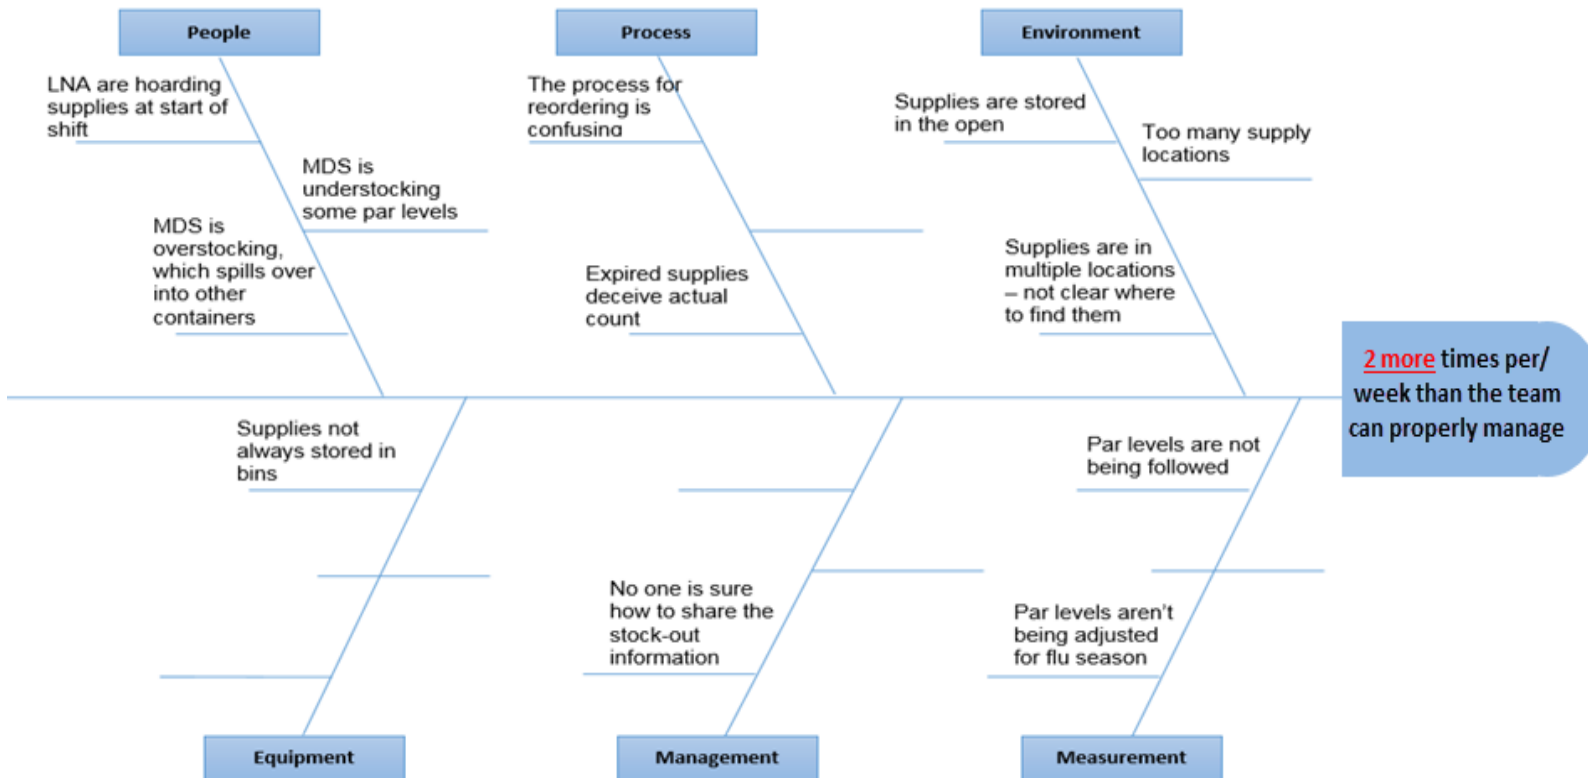 People
Process
Environment
LNA are hoarding
supplies at start of
shift
MDS is
understocking
some par levels
MDS is
overstocking,
which spills over
into other
containers
The process for
reordering is
confusing
Expired supplies
deceive actual
count
Supplies are stored
in the open
Too many supply
locations
Supplies are in
multiple locations
– not clear where
to find them
2 more times per/
week than the team
can properly manage
Supplies not
always stored in
bins
No one is sure
how to share the
stock-out
information
Par levels are not
being followed
Par levels aren't
being adjusted
for flu season
Equipment
Management
Measurement